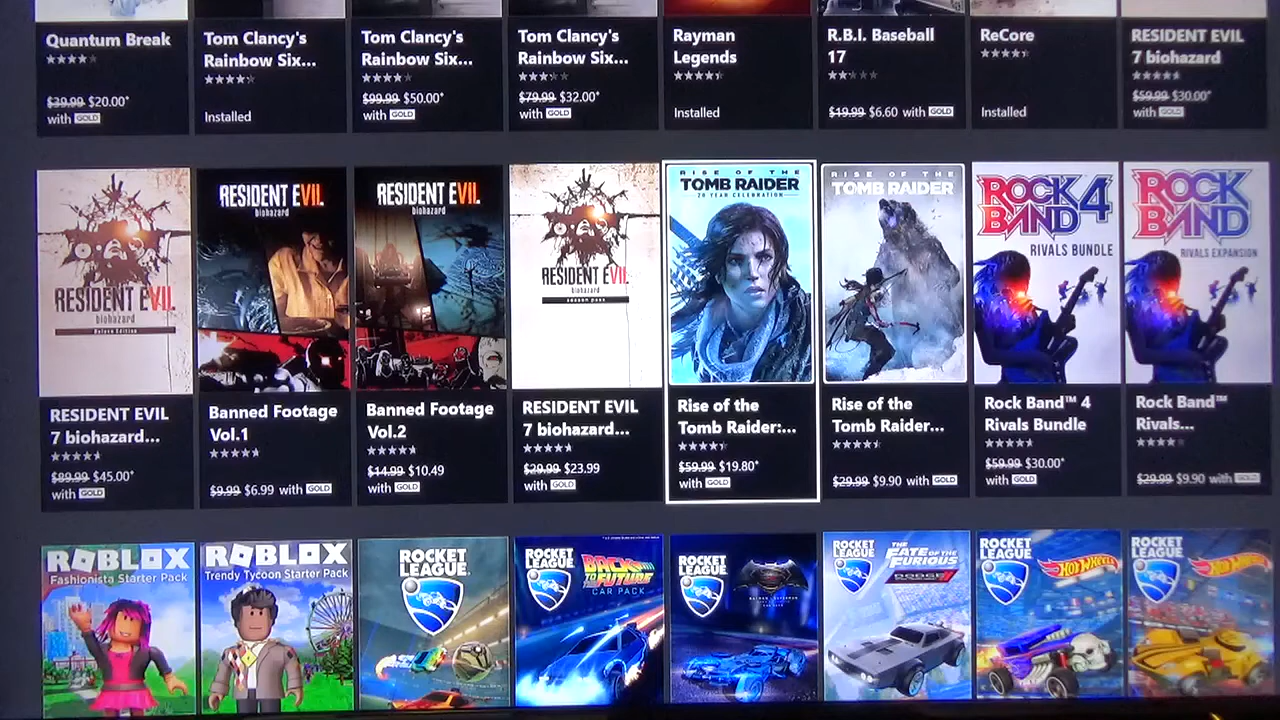 Quantum Break
$39.99 $20.00*
with GOLD
Tom Clancy's
Rainbow Six...
Installed
Tom Clancy's
Rainbow Six...
$99.99 $50.00*
with GOLD
Tom Clancy's
Rainbow Six...
$79.99 $32.00*
with GOLD
Rayman
Legends
Installed
R.B.I. Baseball
17
$19.99 $6.60 with GOLD
ReCore
Installed
RESIDENT EVIL
7 biohazard
$59.99 $30.00*
with GOLD
RESIDENT EVIL
biohazard
Deluxe Edition
RESIDENT EVIL
7 biohazard...
$89.99 $45.00*
with GOLD
RESIDENT EVIL
biohazard
Banned Footage
Vol.1
$9.99 $6.99 with GOLD
RESIDENT EVIL
biohazard
Banned Footage
Vol.2
$14.99 $10.49
with GOLD
RESIDENT EVIL
biohazard
season pass
RESIDENT EVIL
7 biohazard...
$29.99 $23.99
with GOLD
RISE OF THE
TOMB RAIDER
20 YEAR CELEBRATION
Rise of the
Tomb Raider:...
$59.99 $19.80*
with GOLD
RISE OF THE
TOMB RAIDER
Rise of the
Tomb Raider...
$29.99 $9.90 with GOLD
ROCK
BAND 4
RIVALS BUNDLE
Rock Band™ 4
Rivals Bundle
$59.99 $30.00*
with GOLD
ROCK
BAND
RIVALS EXPANSION
Rock Band™
Rivals...
$29.99 $9.90 with GOLD
ROBLOX
Fashionista Starter Pack
ROBLOX
Trendy Tycoon Starter Pack
ROCKET
LEAGUE
ROCKET
LEAGUE
BACK
TO THE
FUTURE
CAR PACK
ROCKET
LEAGUE
ROCKET
LEAGUE
THE
FATE OF THE
FURIOUS
DODGE
ROCKET
LEAGUE
HOT WHEELS
ROCKET
LEAGUE
HOT WHEELS